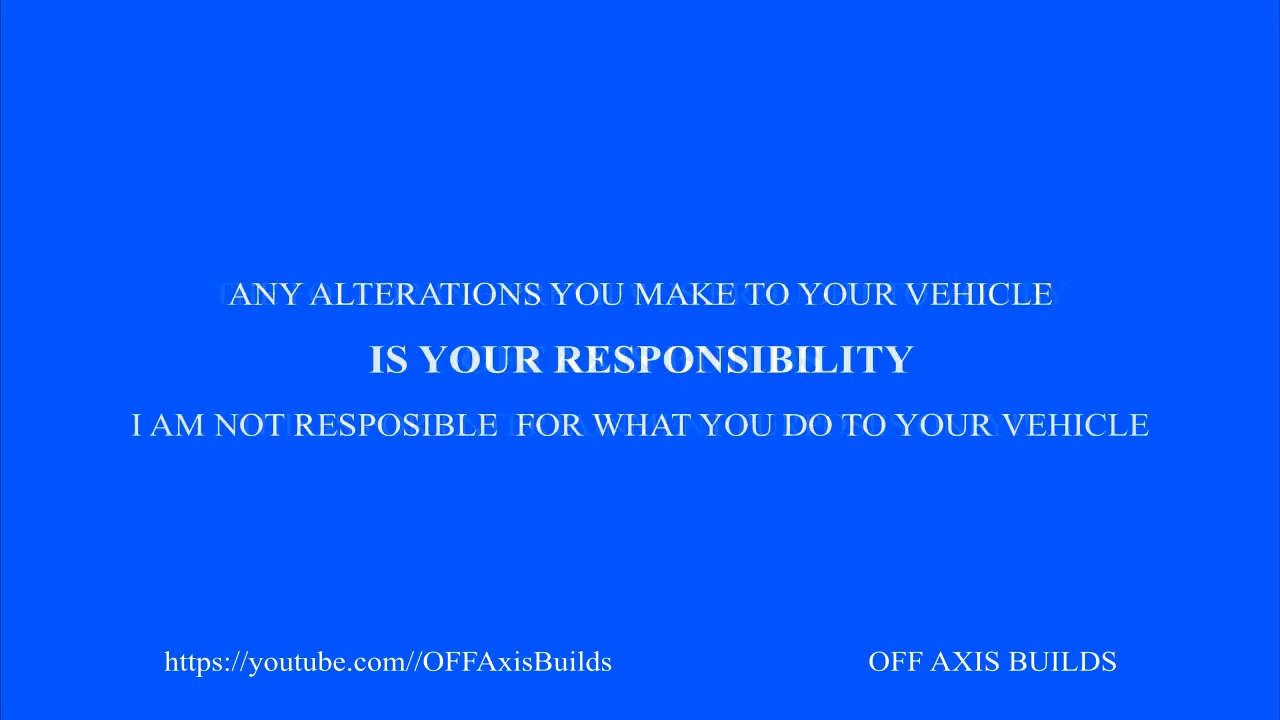 ANY ALTERATIONS YOU MAKE TO YOUR VEHICLE
IS YOUR RESPONSIBILITY
I AM NOT RESPOSIBLE  FOR WHAT YOU DO TO YOUR VEHICLE
https://youtube.com//OFFAxisBuilds
OFF AXIS BUILDS